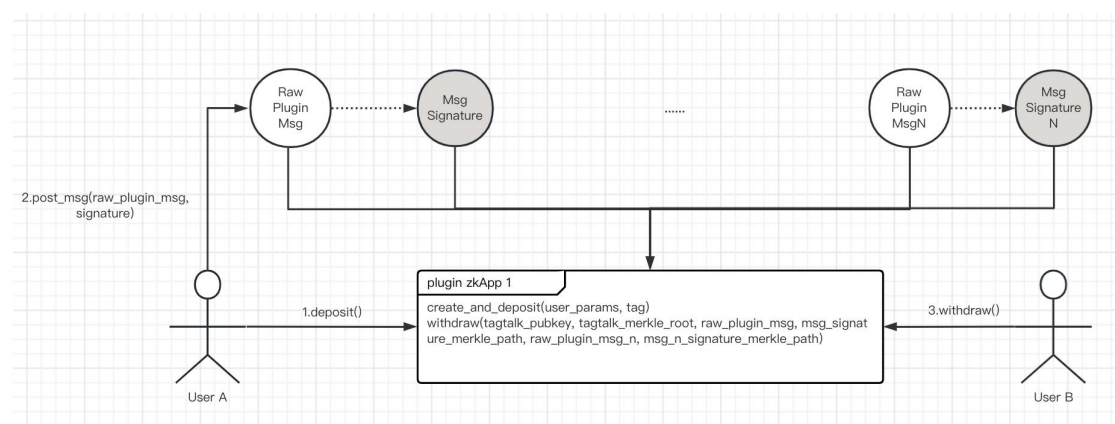 Raw
Plugin
Msg
Msg
Signature
......
Raw
Plugin
MsgN
Msg
Signature
N
2.post_msg(raw_plugin_msg,
signature)
plugin zkApp 1
create_and_deposit(user_params, tag)
withdraw(tagtalk_pubkey, tagtalk_merkle_root, raw_plugin_msg, msg_signat
ure_merkle_path, raw_plugin_msg_n, msg_n_signature_merkle_path)
1.deposit()
3.withdraw()
User A
User B